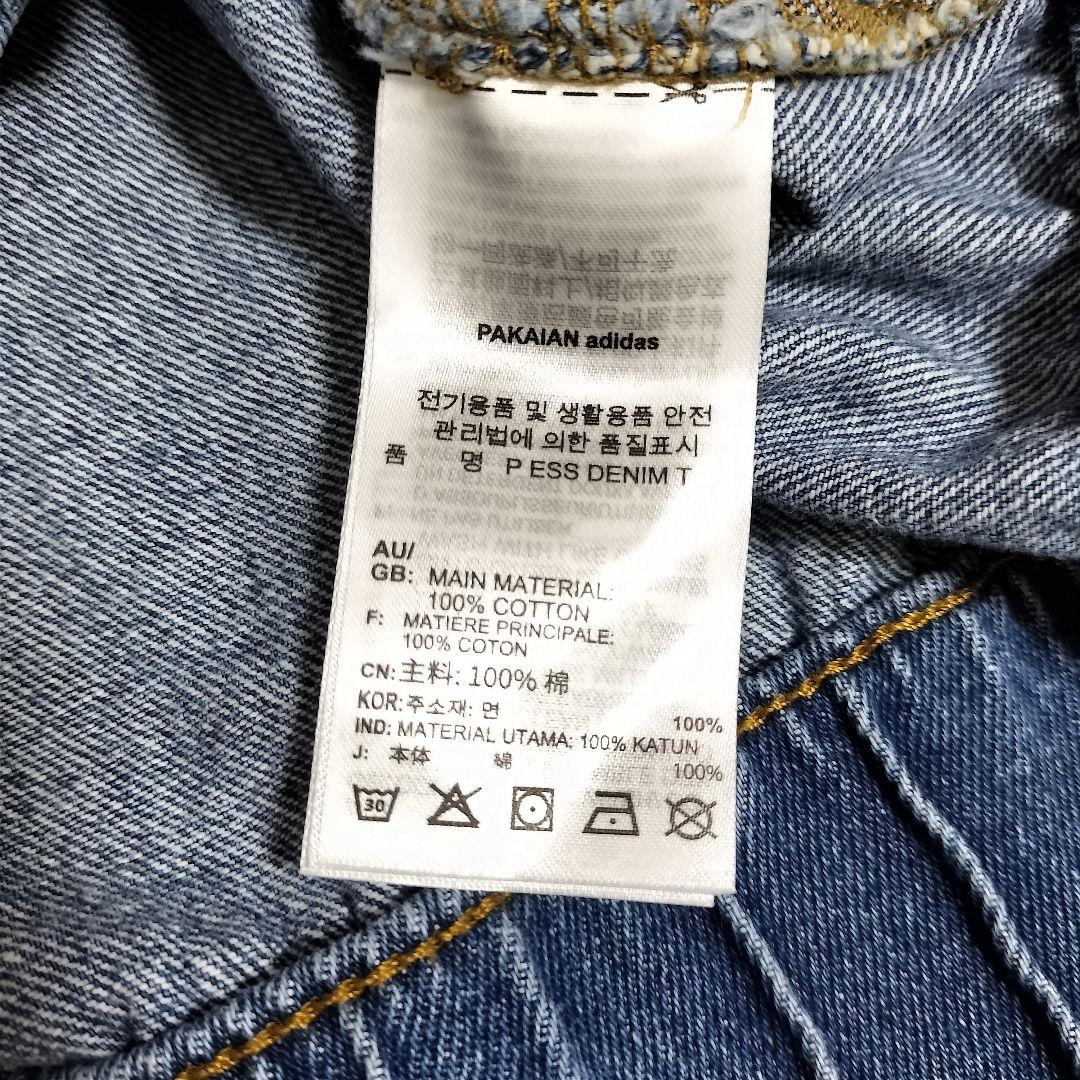 PAKAIAN adidas
전기용품 및 생활용품 안전
관리법에 의한 품질표시
품 명 P ESS DENIM T
AU/
GB: MAIN MATERIAL:
100% COTTON
F: MATIERE PRINCIPALE:
100% COTON
CN: 主料: 100% 棉
KOR: 주소재: 면 100%
IND: MATERIAL UTAMA: 100% KATUN
J: 本体 綿 100%
30